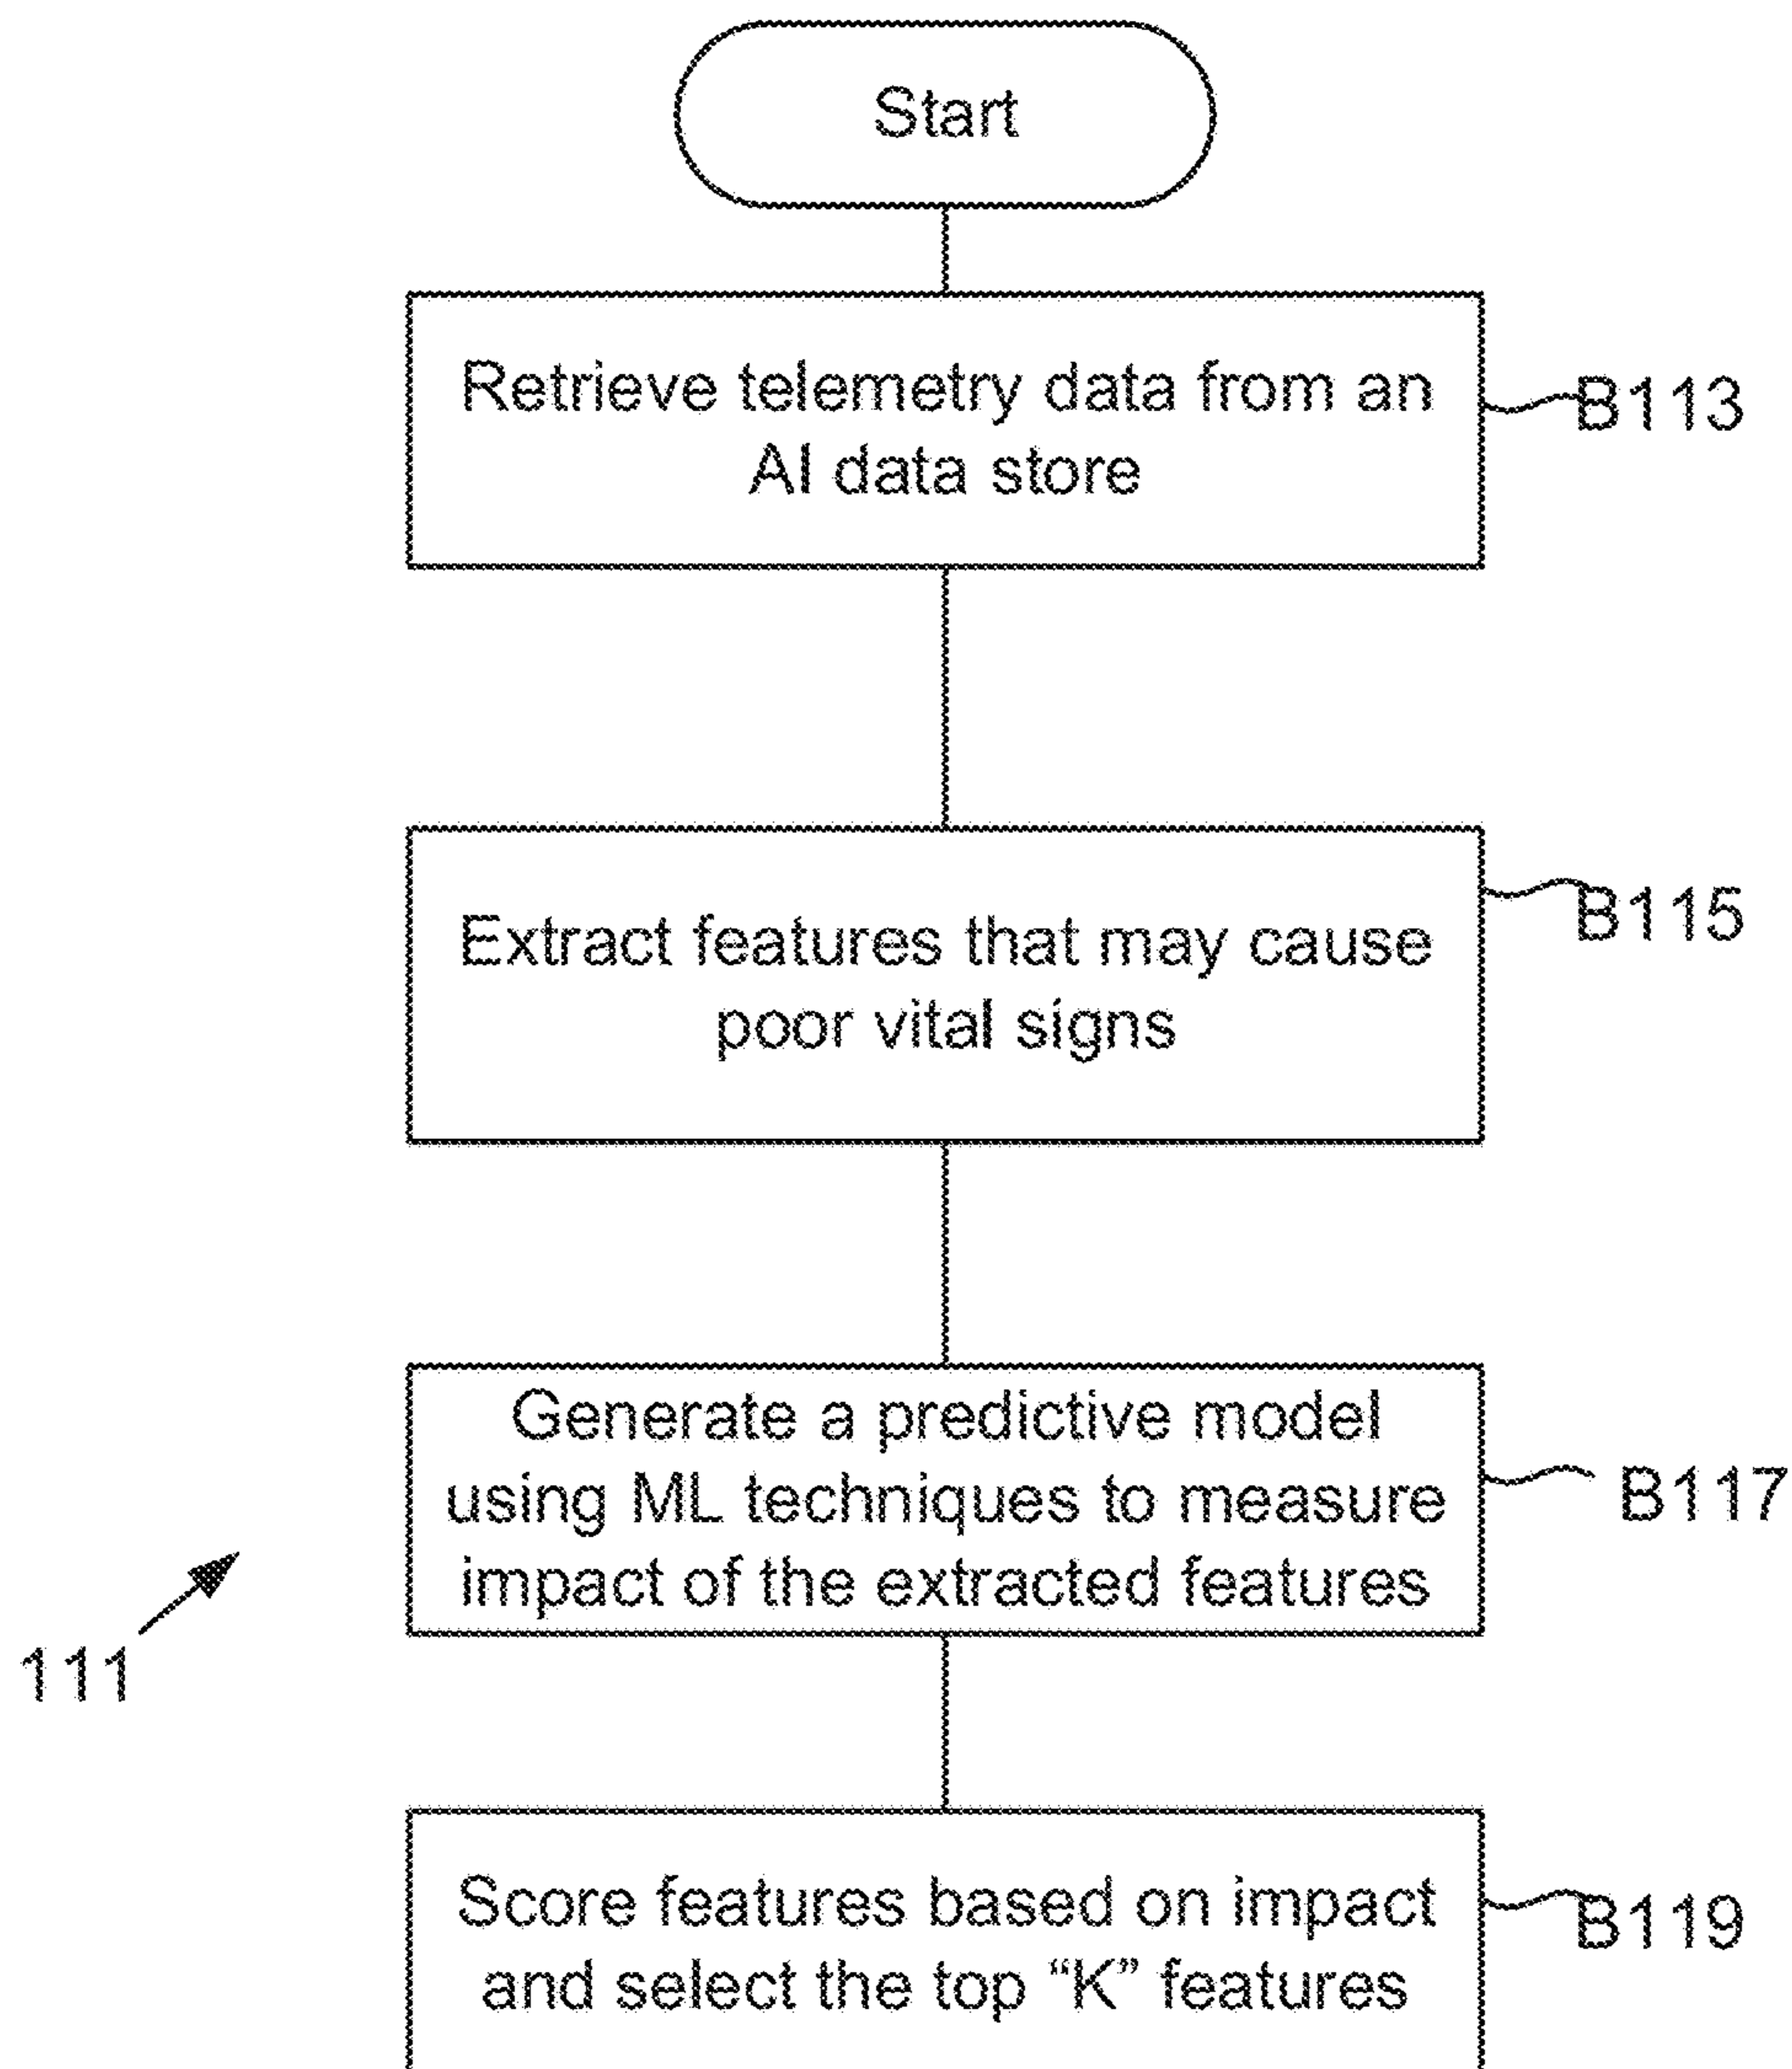 Start
Retrieve telemetry data from an
AI data store
B113
Extract features that may cause
poor vital signs
B115
Generate a predictive model
using ML techniques to measure
impact of the extracted features
B117
111
Score features based on impact
and select the top “K” features
B119